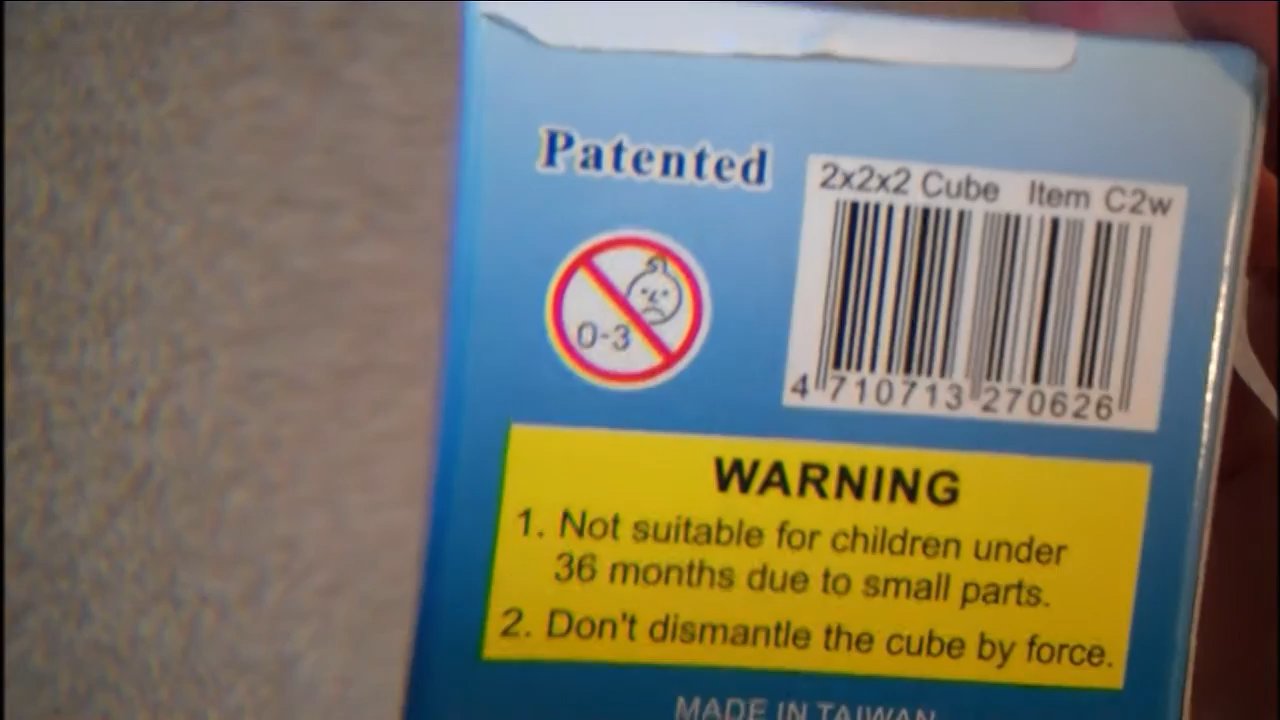 Patented
2x2x2 Cube Item C2w
0-3
4 710713 270626
WARNING
1. Not suitable for children under
36 months due to small parts.
2. Don't dismantle the cube by force.
MADE IN TAIWAN